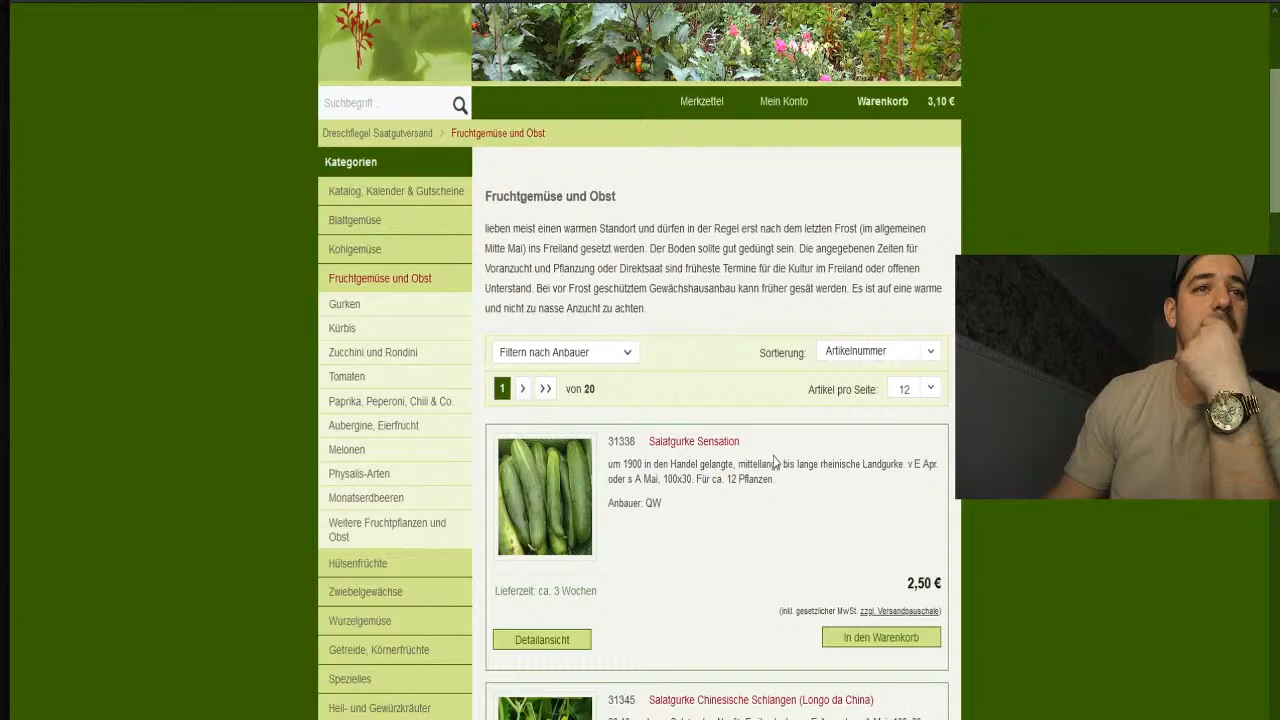 Suchbegriff...
Merkzettel
Mein Konto
Warenkorb 3,10 €
Dreschflegel Saatgutversand > Fruchtgemüse und Obst
Kategorien
Katalog, Kalender & Gutscheine
Blattgemüse
Kohlgemüse
Fruchtgemüse und Obst
Gurken
Kürbis
Zucchini und Rondini
Tomaten
Paprika, Peperoni, Chili & Co.
Aubergine, Eierfrucht
Melonen
Physalis-Arten
Monatserdbeeren
Weitere Fruchtpflanzen und
Obst
Hülsenfrüchte
Zwiebelgewächse
Wurzelgemüse
Getreide, Körnerfrüchte
Spezielles
Heil- und Gewürzkräuter
Fruchtgemüse und Obst
lieben meist einen warmen Standort und dürfen in der Regel erst nach dem letzten Frost (im allgemeinen
Mitte Mai) ins Freiland gesetzt werden. Der Boden sollte gut gedüngt sein. Die angegebenen Zeiten für
Voranzucht und Pflanzung oder Direktsaat sind früheste Termine für die Kultur im Freiland oder offenen
Unterstand. Bei vor Frost geschütztem Gewächshausanbau kann früher gesät werden. Es ist auf eine warme
und nicht zu nasse Anzucht zu achten.
Filtern nach Anbauer
Sortierung: Artikelnummer
1 > >> von 20
Artikel pro Seite: 12
31338 Salatgurke Sensation
um 1900 in den Handel gelangte, mittellange bis lange rheinische Landgurke. v E Apr.
oder s A Mai, 100x30. Für ca. 12 Pflanzen.
Anbauer: QW
2,50 €
Lieferzeit: ca. 3 Wochen
(inkl. gesetzlicher MwSt. zzgl. Versandpauschale)
Detailansicht
In den Warenkorb
31345 Salatgurke Chinesische Schlangen (Longo da China)